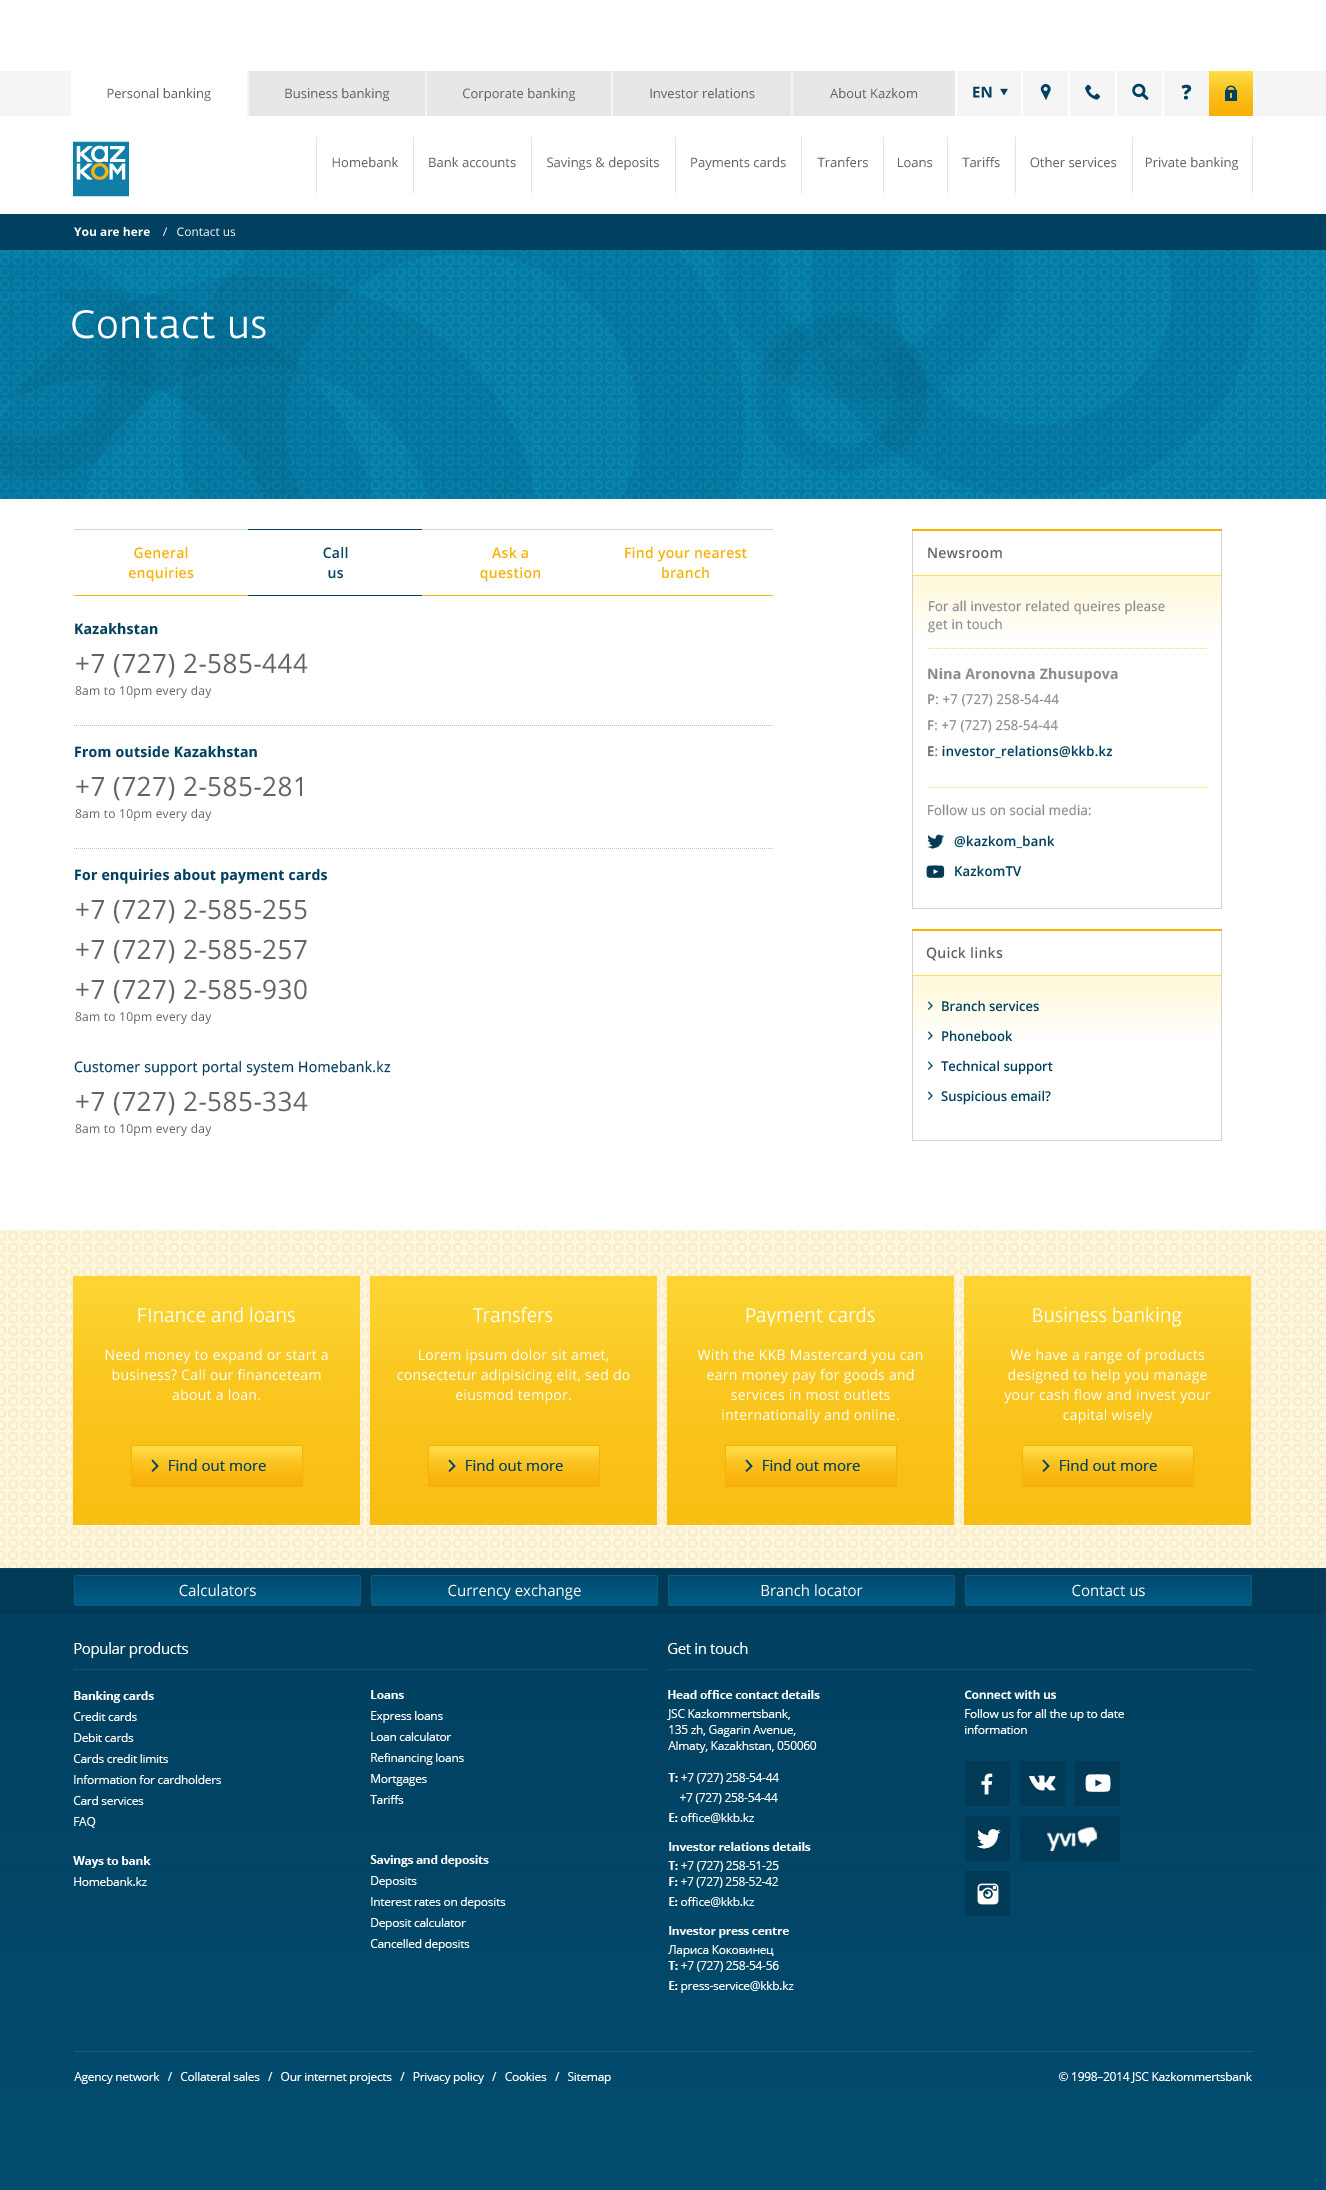 Personal banking
Business banking
Corporate banking
Investor relations
About Kazkom
EN
?
KAZ
KOM
Homebank
Bank accounts
Savings & deposits
Payments cards
Tranfers
Loans
Tariffs
Other services
Private banking
You are here / Contact us
Contact us
General
enquiries
Call
us
Ask a
question
Find your nearest
branch
Kazakhstan
+7 (727) 2-585-444
8am to 10pm every day
From outside Kazakhstan
+7 (727) 2-585-281
8am to 10pm every day
For enquiries about payment cards
+7 (727) 2-585-255
+7 (727) 2-585-257
+7 (727) 2-585-930
8am to 10pm every day
Customer support portal system Homebank.kz
+7 (727) 2-585-334
8am to 10pm every day
Newsroom
For all investor related queires please
get in touch
Nina Aronovna Zhusupova
P: +7 (727) 258-54-44
F: +7 (727) 258-54-44
E: investor_relations@kkb.kz
Follow us on social media:
@kazkom_bank
KazkomTV
Quick links
Branch services
Phonebook
Technical support
Suspicious email?
FInance and loans
Need money to expand or start a
business? Call our financeteam
about a loan.
Find out more
Transfers
Lorem ipsum dolor sit amet,
consectetur adipisicing elit, sed do
eiusmod tempor.
Find out more
Payment cards
With the KKB Mastercard you can
earn money pay for goods and
services in most outlets
internationally and online.
Find out more
Business banking
We have a range of products
designed to help you manage
your cash flow and invest your
capital wisely
Find out more
Calculators
Currency exchange
Branch locator
Contact us
Popular products
Banking cards
Credit cards
Debit cards
Cards credit limits
Information for cardholders
Card services
FAQ
Ways to bank
Homebank.kz
Loans
Express loans
Loan calculator
Refinancing loans
Mortgages
Tariffs
Savings and deposits
Deposits
Interest rates on deposits
Deposit calculator
Cancelled deposits
Get in touch
Head office contact details
JSC Kazkommertsbank,
135 zh, Gagarin Avenue,
Almaty, Kazakhstan, 050060
T: +7 (727) 258-54-44
+7 (727) 258-54-44
E: office@kkb.kz
Investor relations details
T: +7 (727) 258-51-25
F: +7 (727) 258-52-42
E: office@kkb.kz
Investor press centre
Лариса Коковинец
T: +7 (727) 258-54-56
E: press-service@kkb.kz
Connect with us
Follow us for all the up to date
information
yvi
Agency network / Collateral sales / Our internet projects / Privacy policy / Cookies / Sitemap
© 1998–2014 JSC Kazkommertsbank